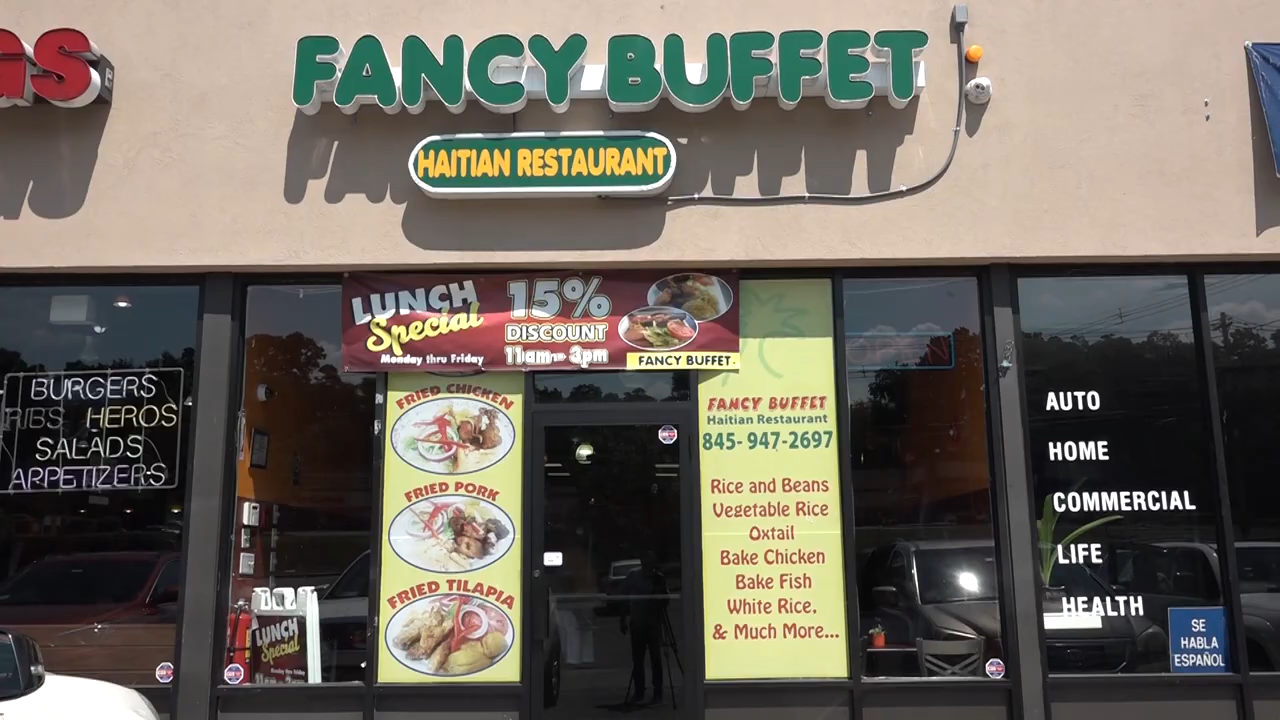 GS
FANCY BUFFET
HAITIAN RESTAURANT
LUNCH
Special
Monday thru Friday
15%
DISCOUNT
11am 3pm
FANCY BUFFET.
BURGERS
RIBS HEROS
SALADS
APPETIZERS
FRIED CHICKEN
FRIED PORK
FRIED TILAPIA
LUNCH
Special
FANCY BUFFET
Haitian Restaurant
845-947-2697
Rice and Beans
Vegetable Rice
Oxtail
Bake Chicken
Bake Fish
White Rice.
& Much More...
OPEN
AUTO
HOME
COMMERCIAL
LIFE
HEALTH
SE
HABLA
ESPAÑOL